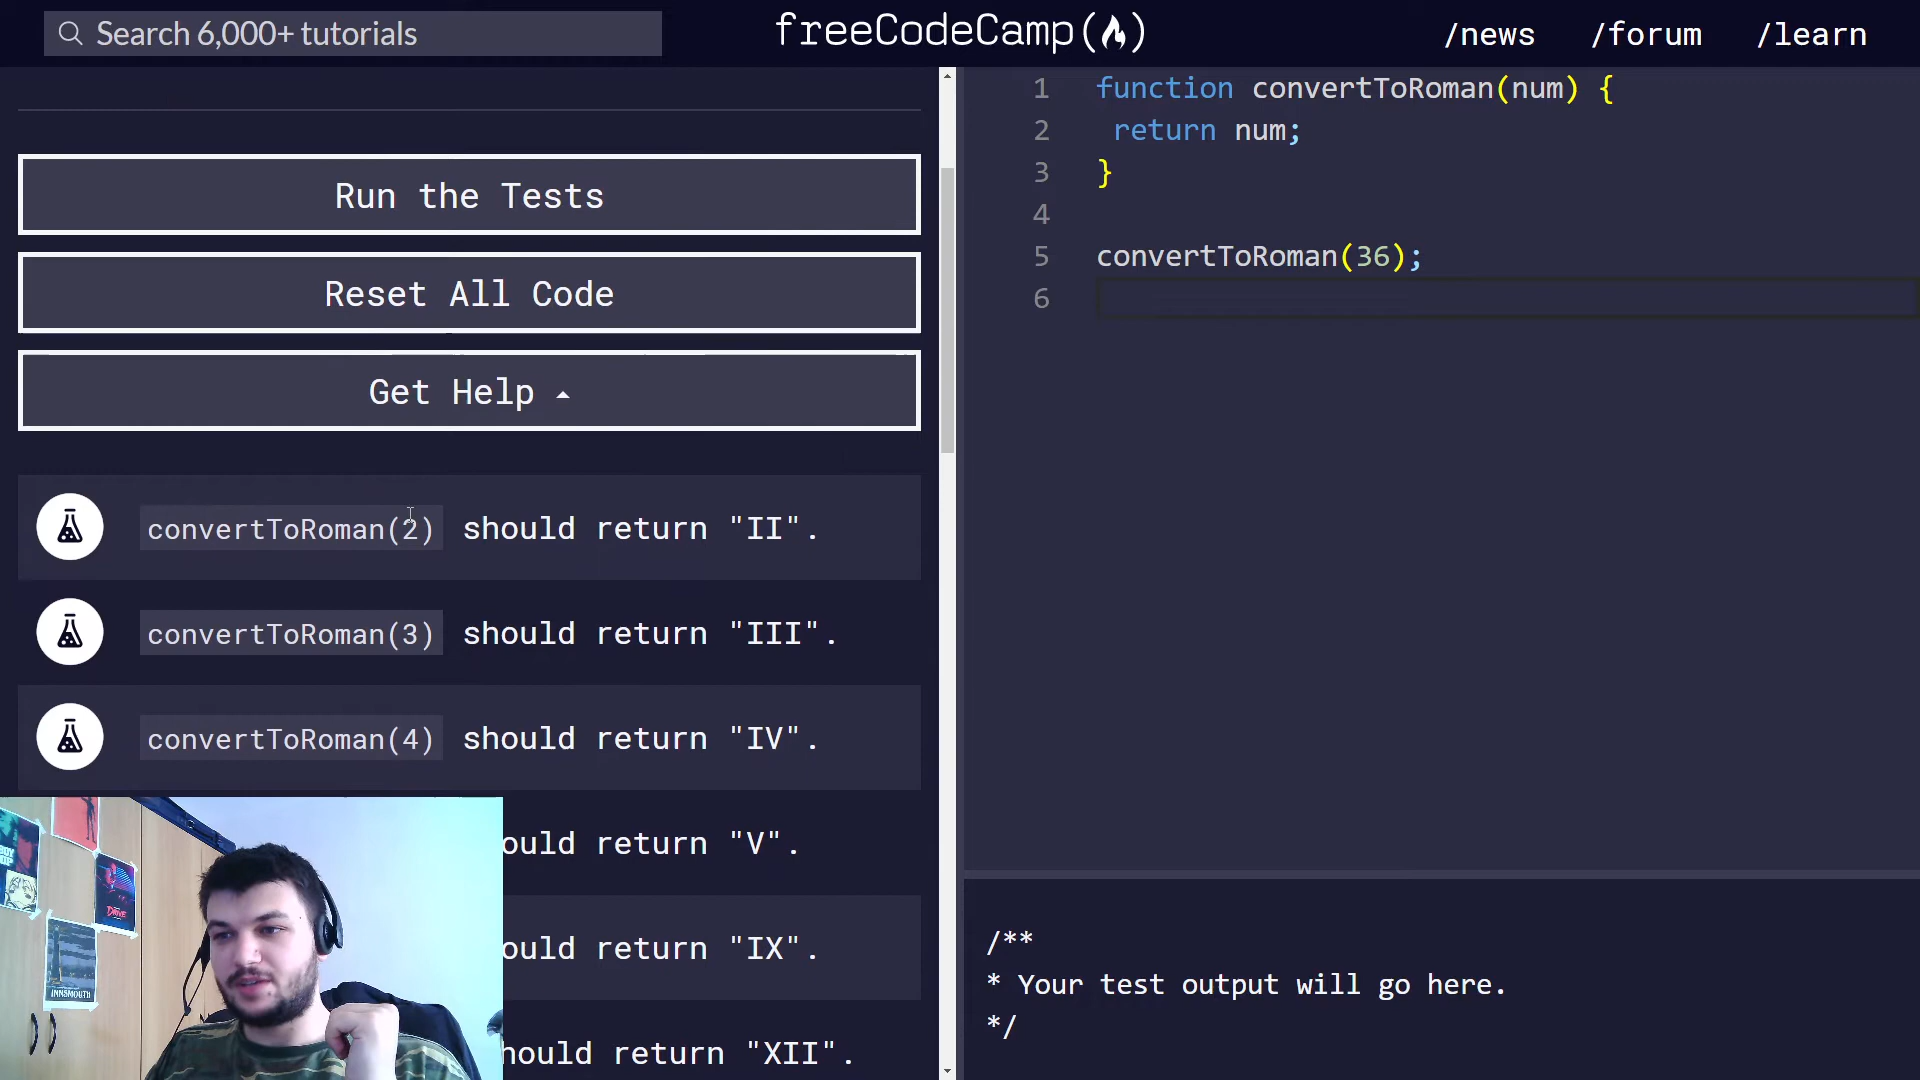 Search 6,000+ tutorials
freeCodeCamp(🔥)
/news
/forum
/learn
Run the Tests
Reset All Code
Get Help
convertToRoman(2) should return "II".
convertToRoman(3) should return "III".
convertToRoman(4) should return "IV".
ould return "V".
ould return "IX".
hould return "XII".
DRIVE
INNSMOUTH
1 function convertToRoman(num) {
2 return num;
3 }
4
5 convertToRoman(36);
6
/**
* Your test output will go here.
*/